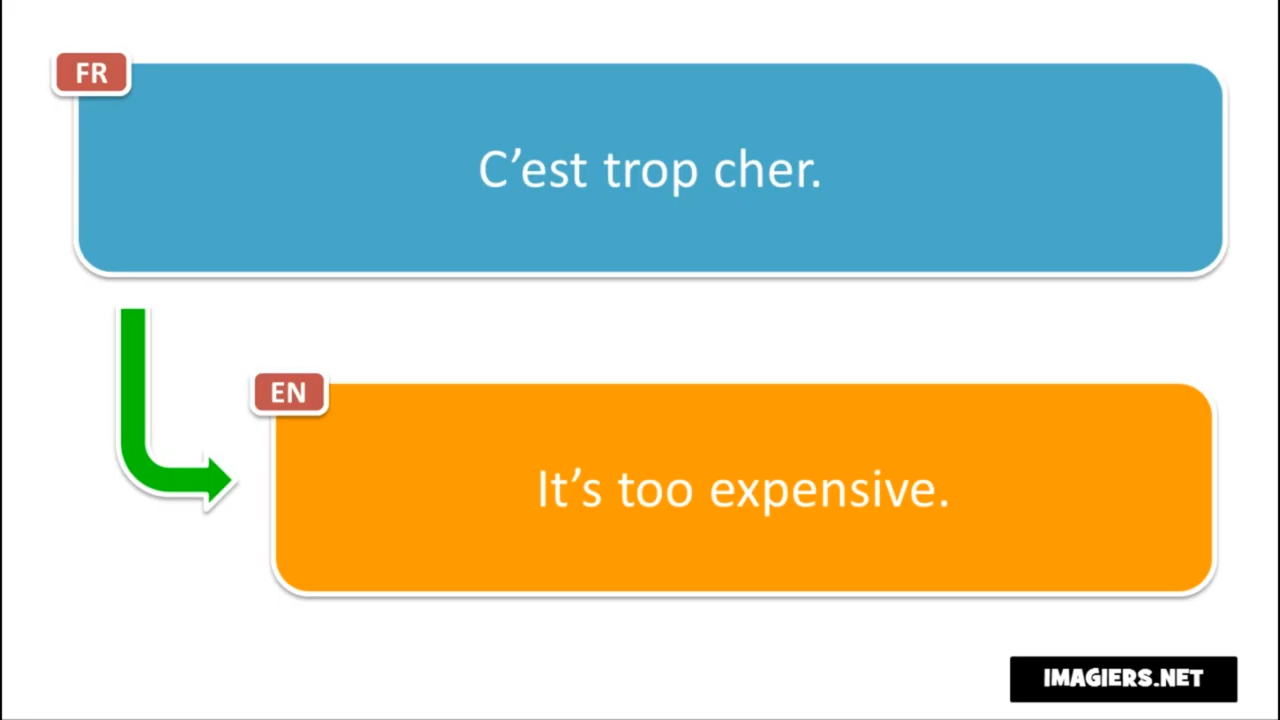 FR
C’est trop cher.
EN
It’s too expensive.
IMAGIERS.NET